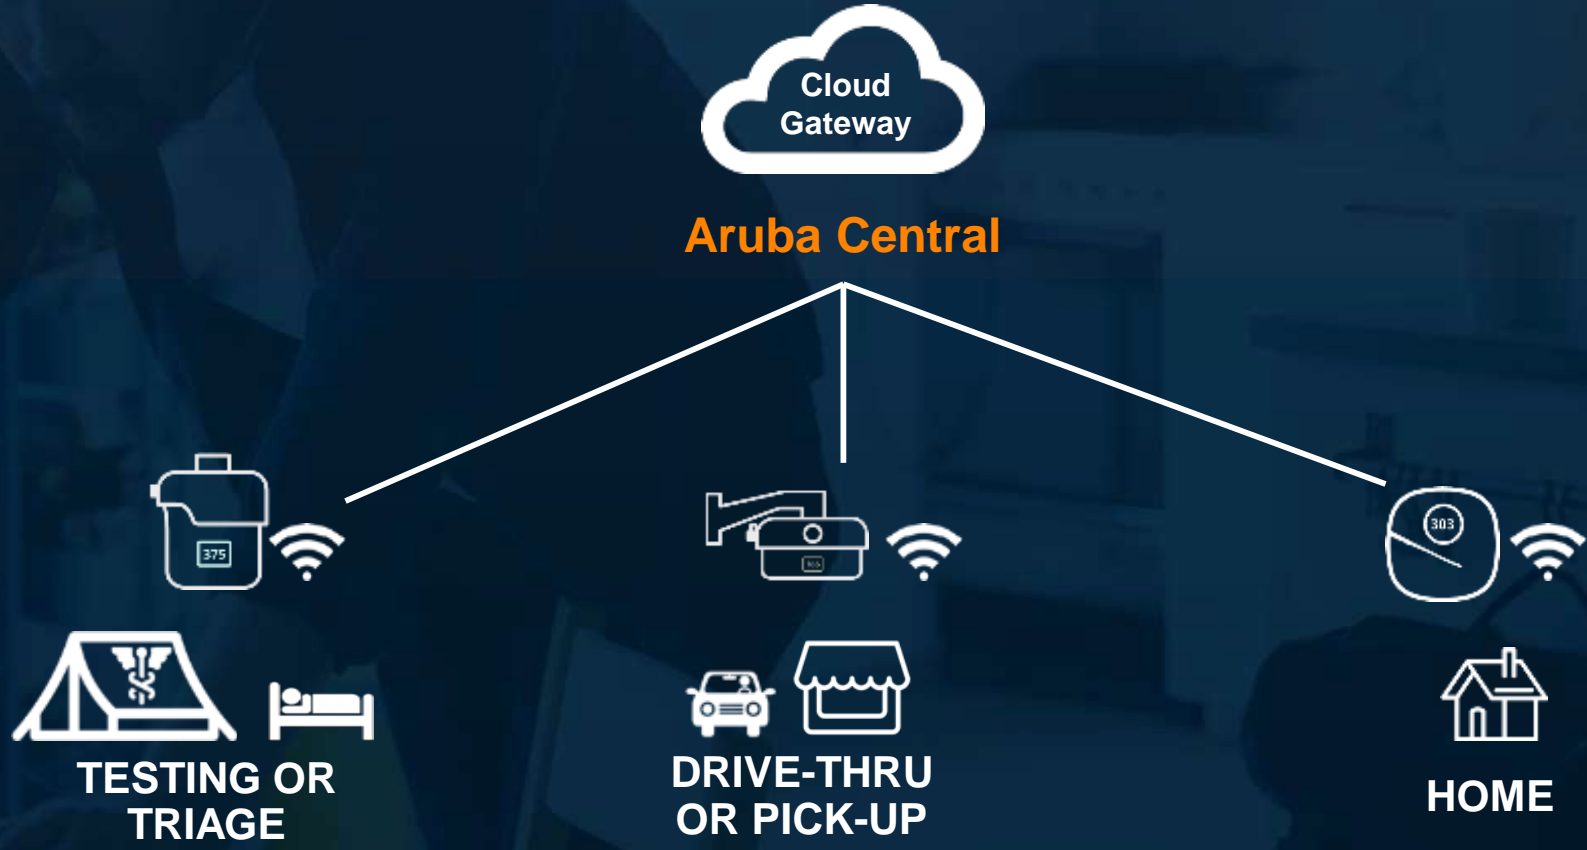 Cloud
Gateway
Aruba Central
375
303
TESTING OR
TRIAGE
DRIVE-THRU
OR PICK-UP
HOME